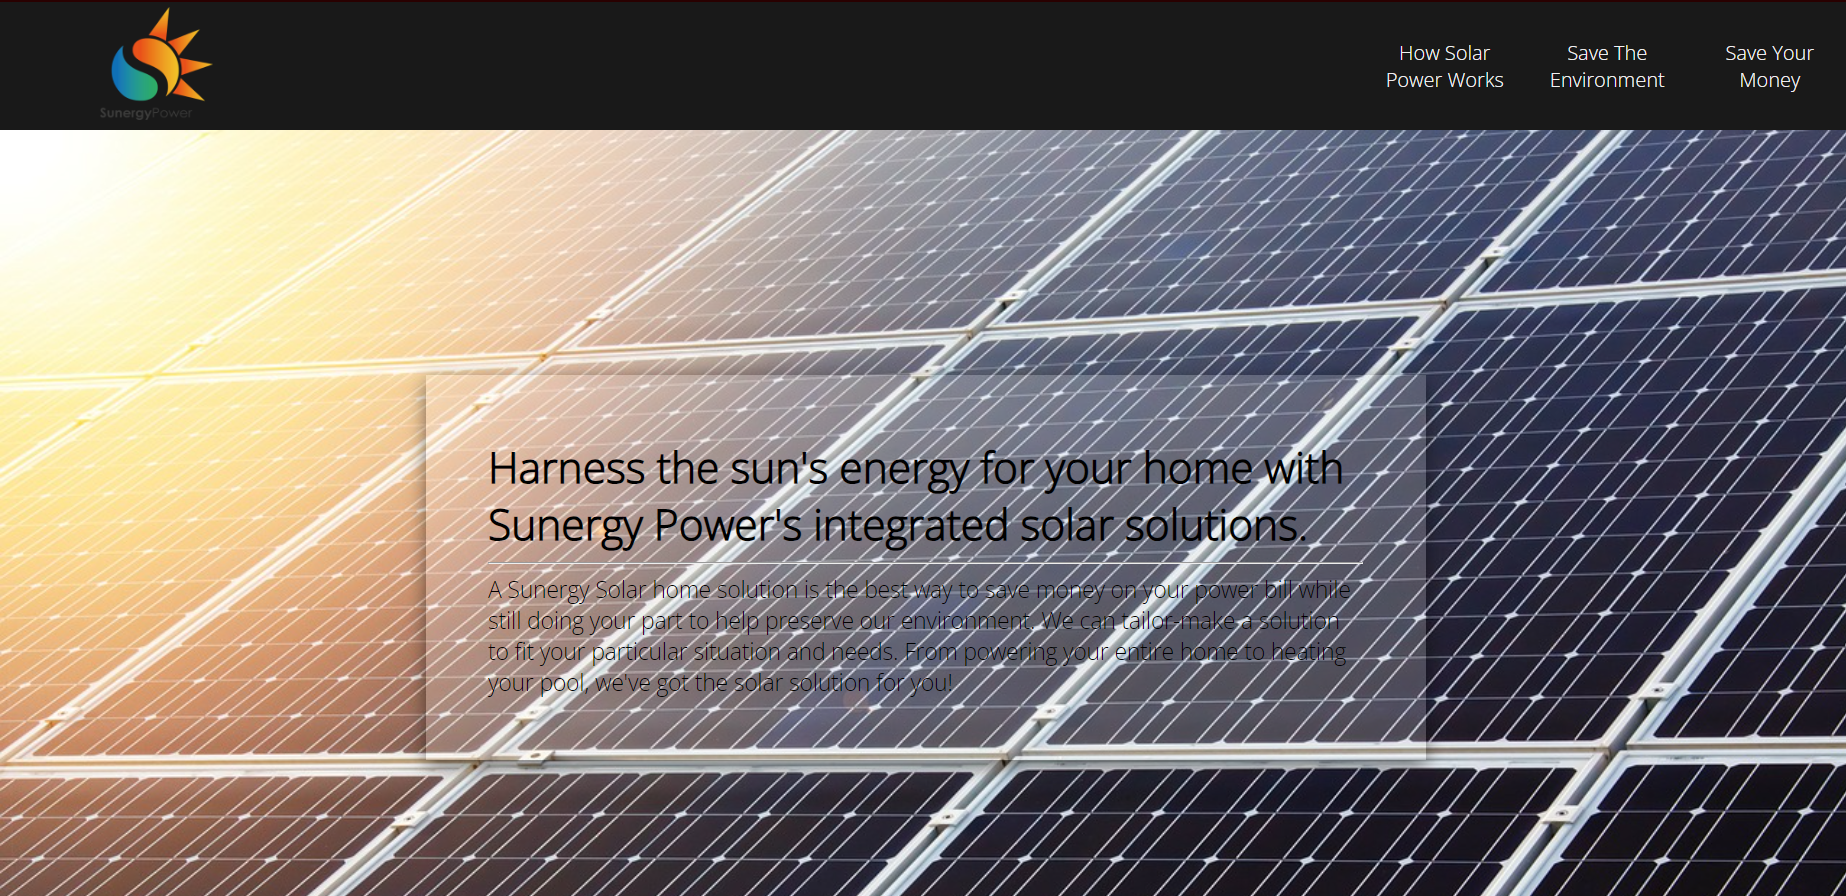 SunergyPower
How Solar
Power Works
Save The
Environment
Save Your
Money
Harness the sun's energy for your home with
Sunergy Power's integrated solar solutions.
A Sunergy Solar home solution is the best way to save money on your power bill while
still doing your part to help preserve our environment. We can tailor-make a solution
to fit your particular situation and needs. From powering your entire home to heating
your pool, we've got the solar solution for you!